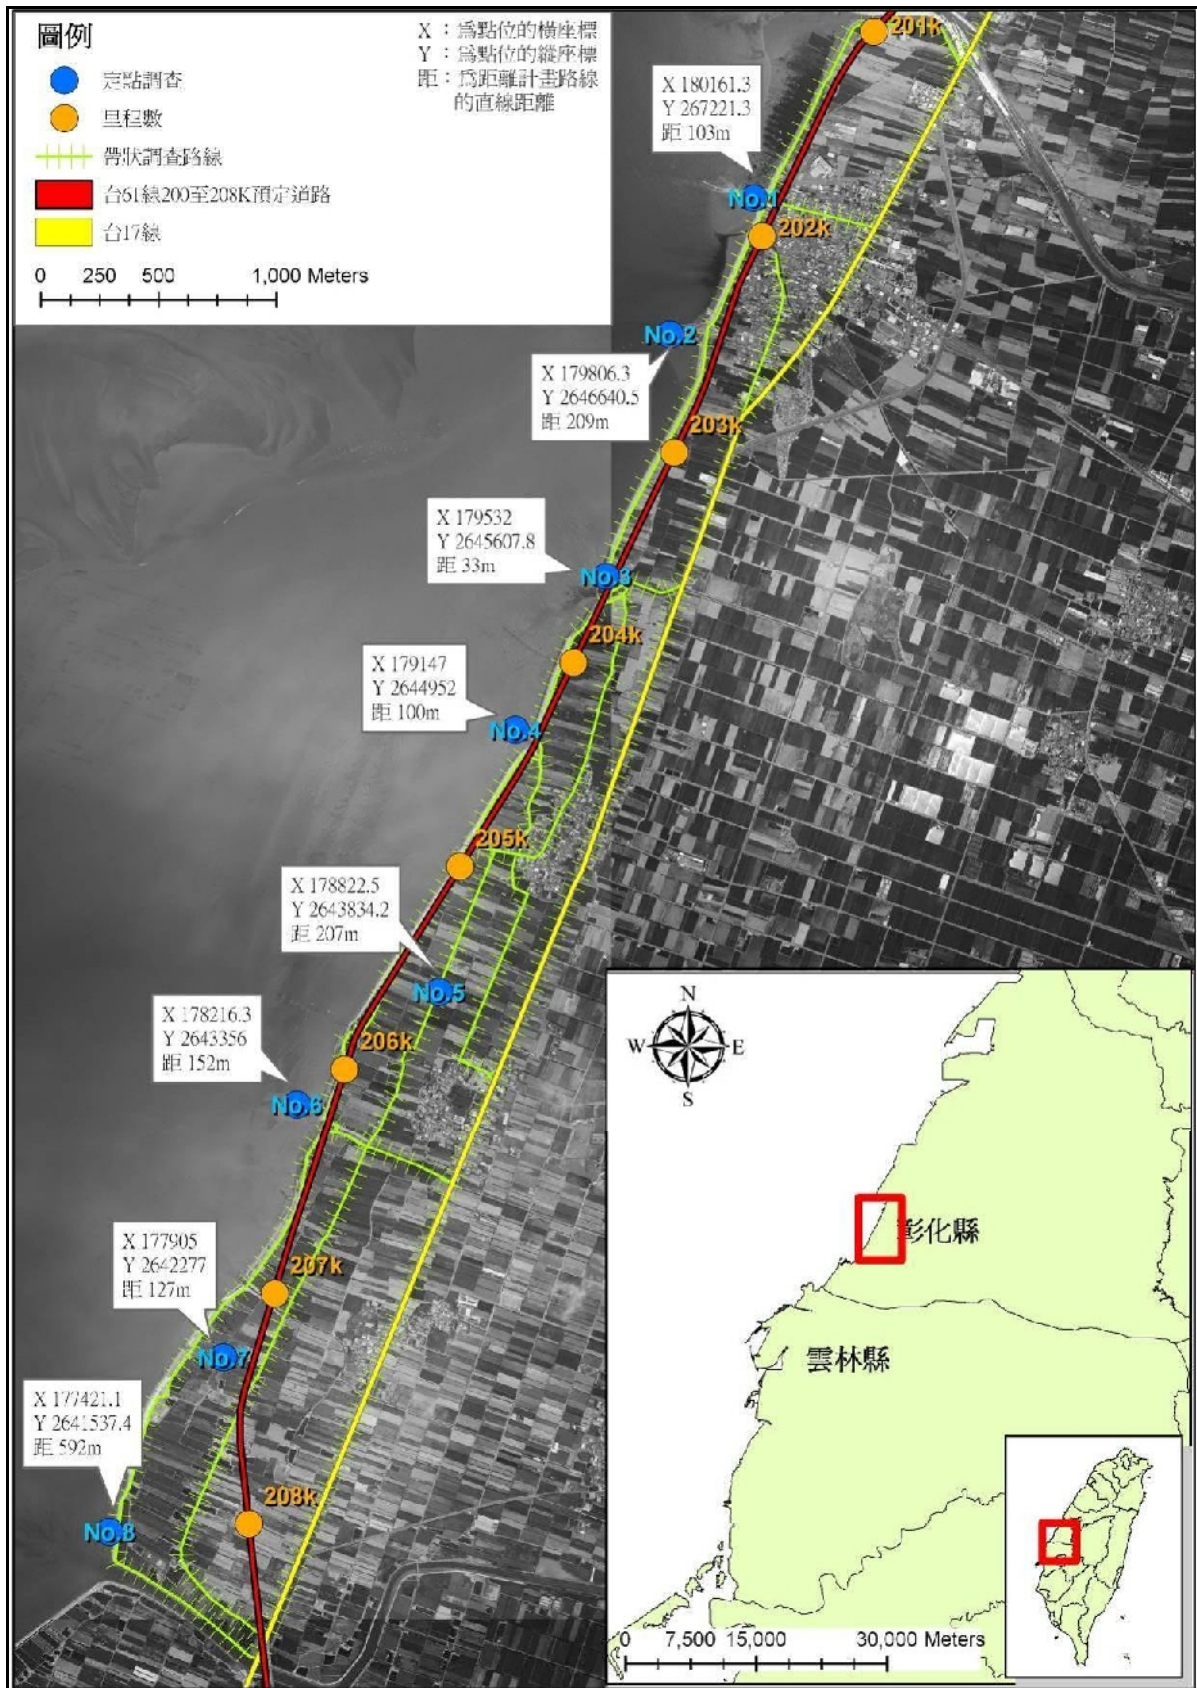 圖例
定點調查
里程數
帶狀調查路線
台61線200至208K預定道路
台17線
0 250 500 1,000 Meters
X：為點位的橫座標
Y：為點位的縱座標
距：為距離計畫路線
的直線距離
201k
X 180161.3
Y 267221.3
距 103m
No.1
202k
No.2
X 179806.3
Y 2646640.5
距 209m
203k
X 179532
Y 2645607.8
距 33m
No.3
204k
X 179147
Y 2644952
距 100m
No.4
205k
X 178822.5
Y 2643834.2
距 207m
No.5
X 178216.3
Y 2643356
距 152m
206k
No.6
X 177905
Y 2642277
距 127m
207k
No.7
X 177421.1
Y 2641537.4
距 592m
208k
No.8
N
W E
S
彰化縣
雲林縣
0 7,500 15,000 30,000 Meters